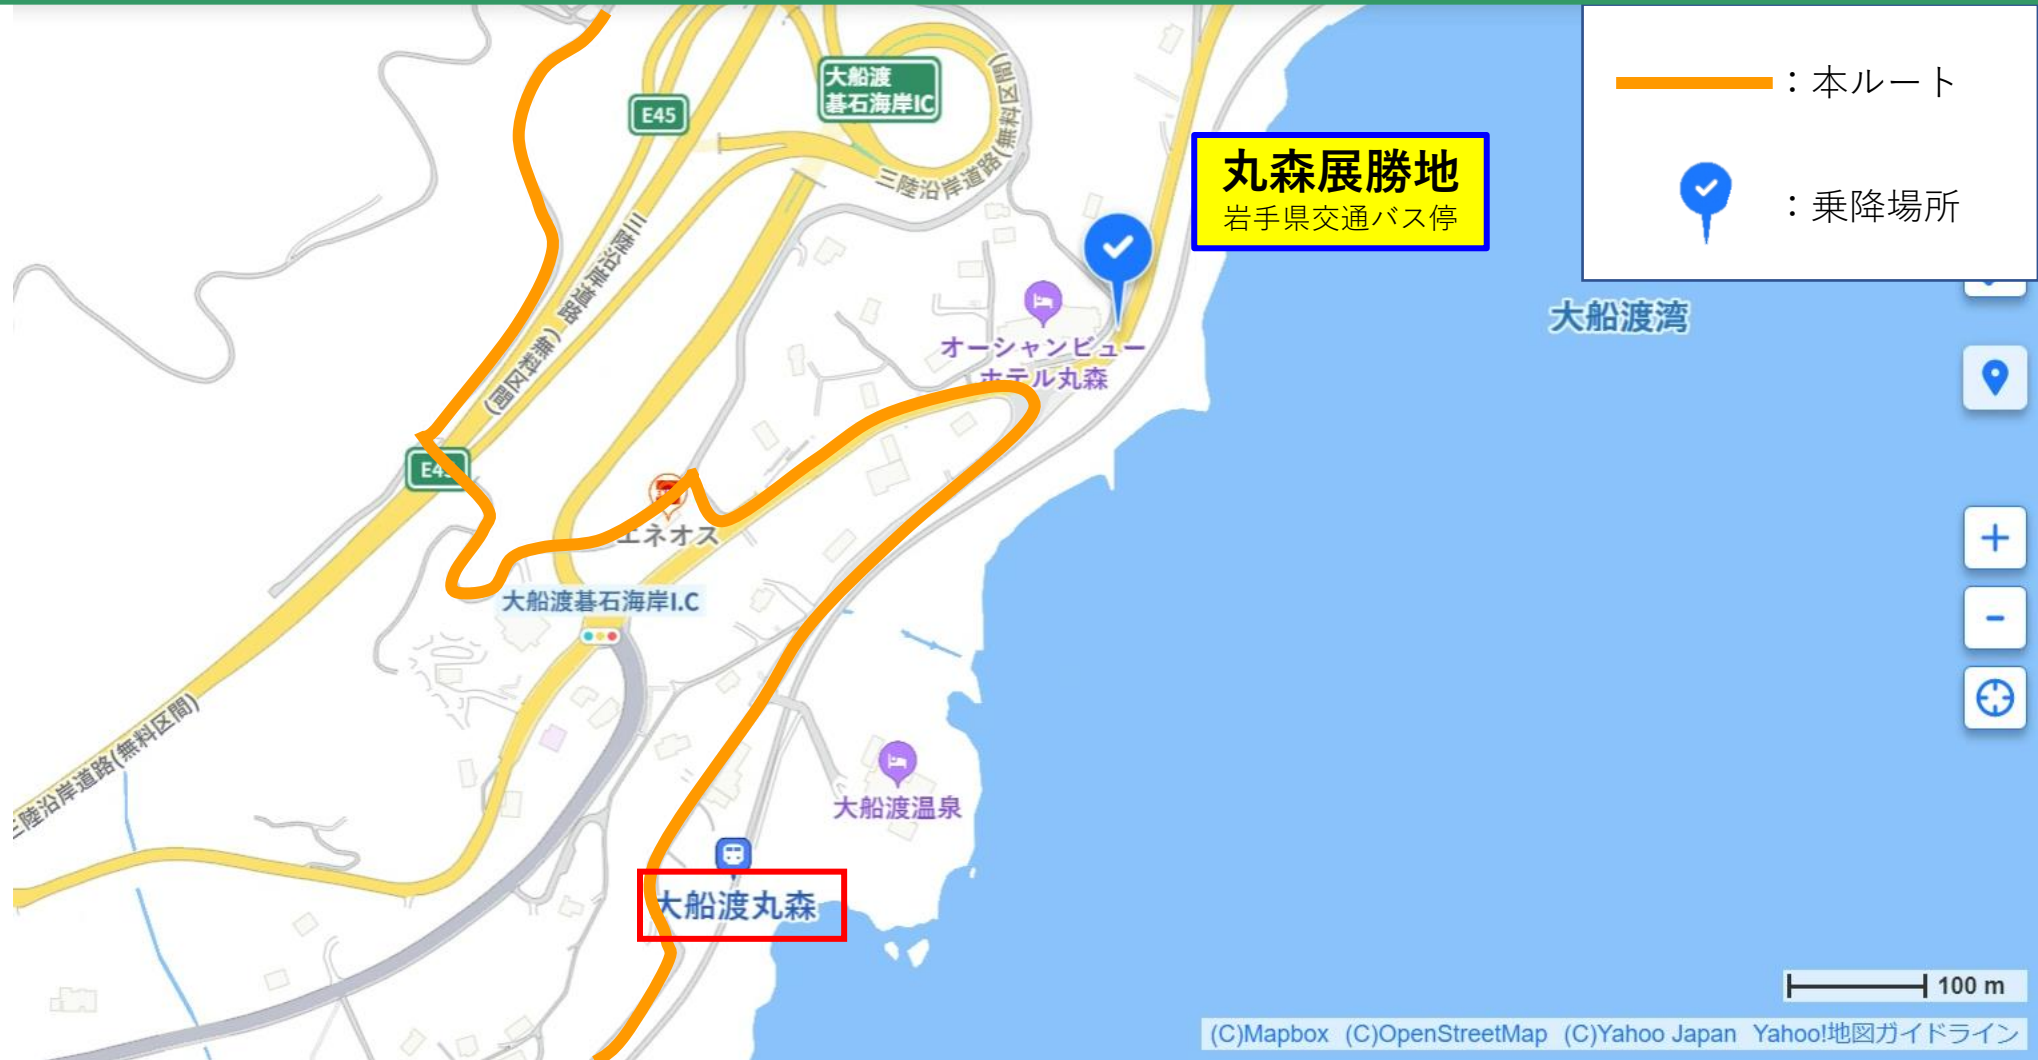 ：本ルート
：乗降場所
大船渡
碁石海岸IC
E45
三陸沿岸道路(無料区間)
丸森展勝地
岩手県交通バス停
三陸沿岸道路(無料区間)
大船渡湾
オーシャンビュー
ホテル丸森
エネオス
大船渡碁石海岸I.C
三陸沿岸道路(無料区間)
大船渡温泉
大船渡丸森
100 m
(C)Mapbox (C)OpenStreetMap (C)Yahoo Japan Yahoo!地図ガイドライン